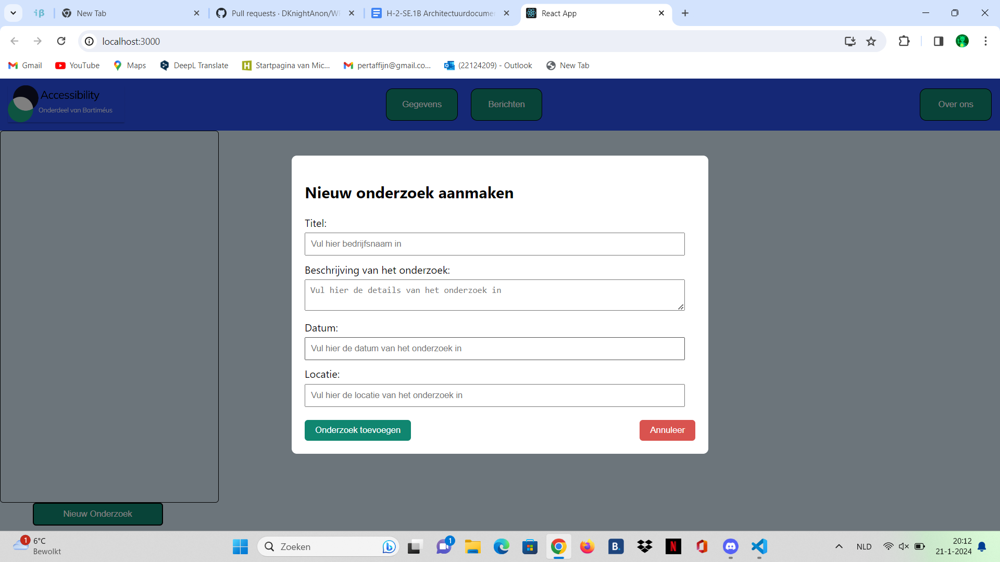 iβ
New Tab
Pull requests · DKnightAnon/W
H-2-SE.1B Architectuurdocumen
React App
localhost:3000
Gmail
YouTube
Maps
DeepL Translate
Startpagina van Mic...
pertaffijn@gmail.co...
(22124209) - Outlook
New Tab
Accessibility
Onderdeel van Bartiméus
Gegevens
Berichten
Over ons
Nieuw onderzoek aanmaken
Titel:
Vul hier bedrijfsnaam in
Beschrijving van het onderzoek:
Vul hier de details van het onderzoek in
Datum:
Vul hier de datum van het onderzoek in
Locatie:
Vul hier de locatie van het onderzoek in
Onderzoek toevoegen
Annuleer
Nieuw Onderzoek
1
6°C
Bewolkt
Zoeken
1
B.
N
NLD
20:12
21-1-2024